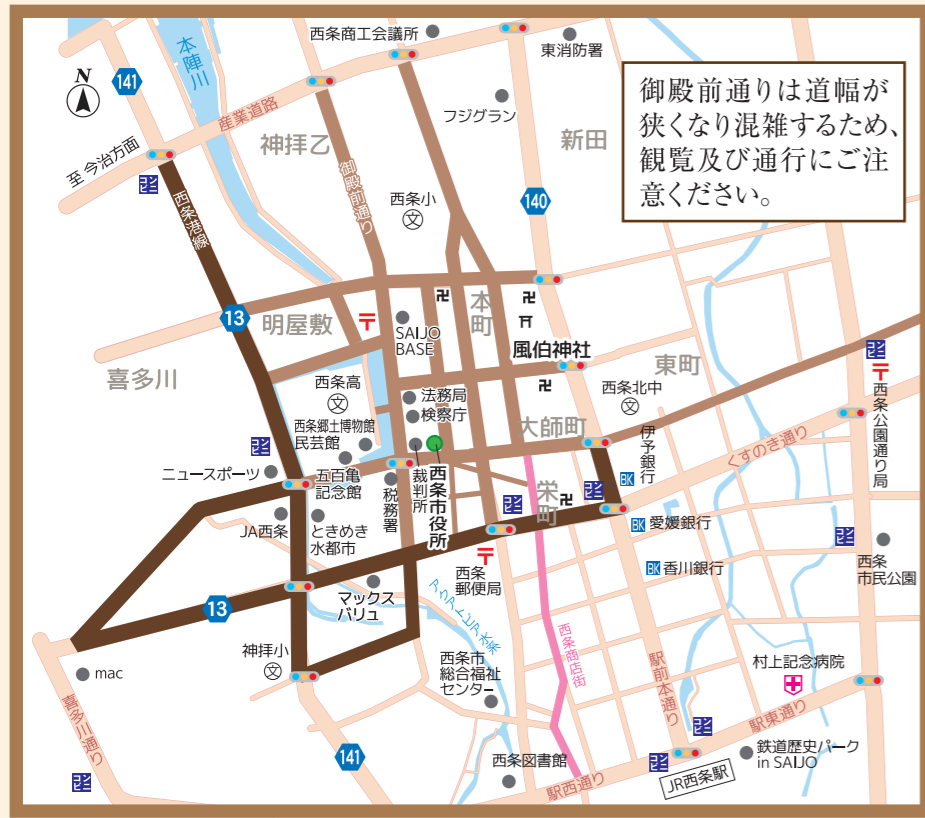 西条商工会議所
東消防署
本陣川
N
141
産業道路
至 今治方面
神拝乙
フジグラン
新田
御殿前通りは道幅が
狭くなり混雑するため、
観覧及び通行にご注
意ください。
西条港線
御殿前通り
西条小
文
140
13
明屋敷
SAIJO
BASE
本町
風伯神社
東町
喜多川
西条高
文
法務局
検察庁
西条北中
文
西条郷土博物館
民芸館
大師町
西条公園通り局
くすのき通り
ニュースポーツ
五百亀
記念館
税務署
裁判所
西条市役所
栄町
伊予銀行
BK
JA西条
ときめき
水都市
BK 愛媛銀行
西条
郵便局
BK 香川銀行
西条
市民公園
マックス
バリュ
アクアトピア水系
13
神拝小
文
西条市
総合福祉
センター
西条商店街
駅前本通り
村上記念病院
mac
喜多川通り
141
駅東通り
西条図書館
駅西通り
JR西条駅
鉄道歴史パーク
in SAIJO